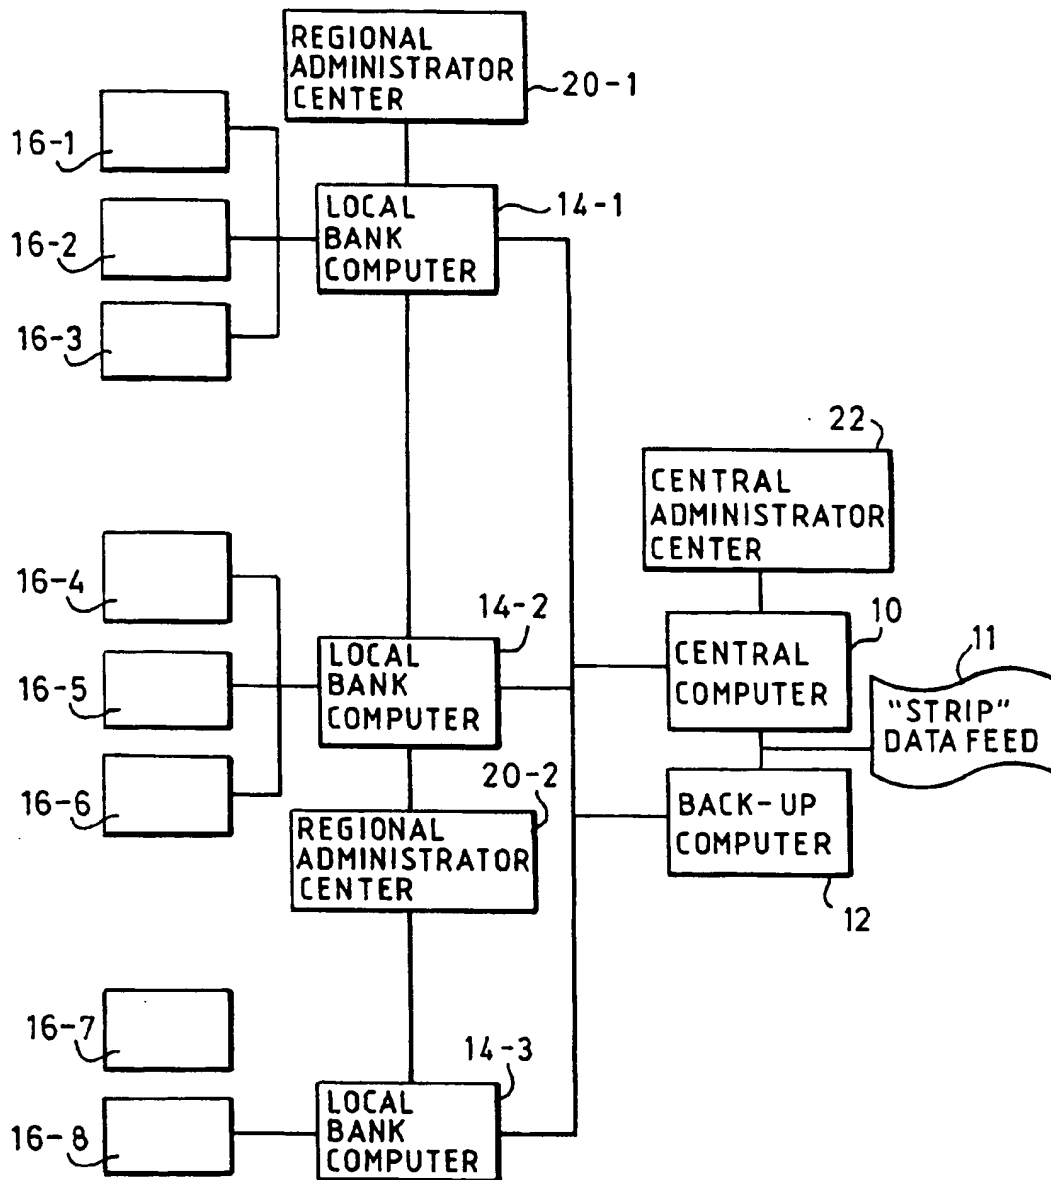 REGIONAL
ADMINISTRATOR
CENTER
20-1
16-1
LOCAL
BANK
COMPUTER
14-1
16-2
16-3
22
CENTRAL
ADMINISTRATOR
CENTER
16-4
14-2
10
11
LOCAL
BANK
COMPUTER
CENTRAL
COMPUTER
"STRIP"
DATA FEED
16-5
16-6
20-2
REGIONAL
ADMINISTRATOR
CENTER
BACK-UP
COMPUTER
12
16-7
14-3
LOCAL
BANK
COMPUTER
16-8